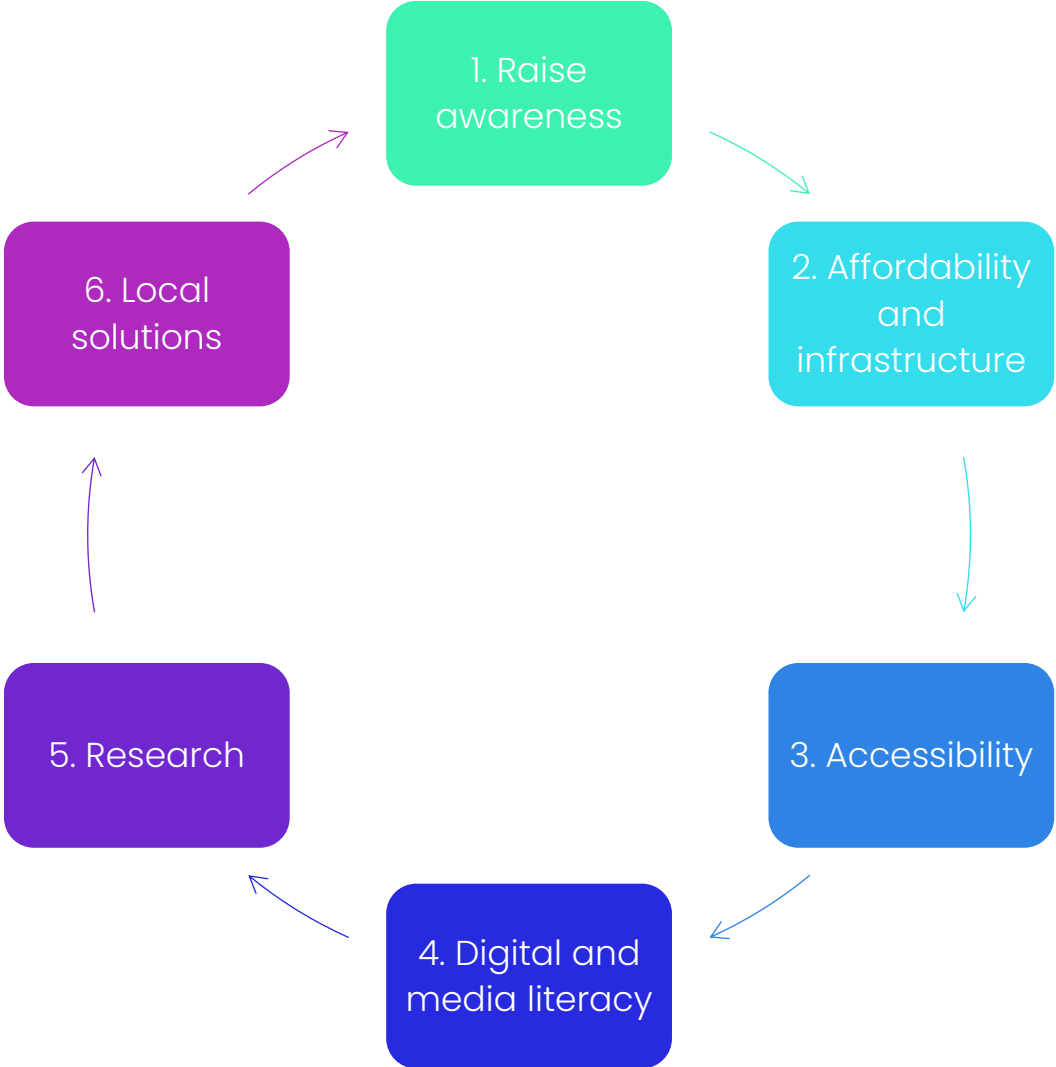 1. Raise
awareness
2. Affordability
and
infrastructure
3. Accessibility
4. Digital and
media literacy
5. Research
6. Local
solutions